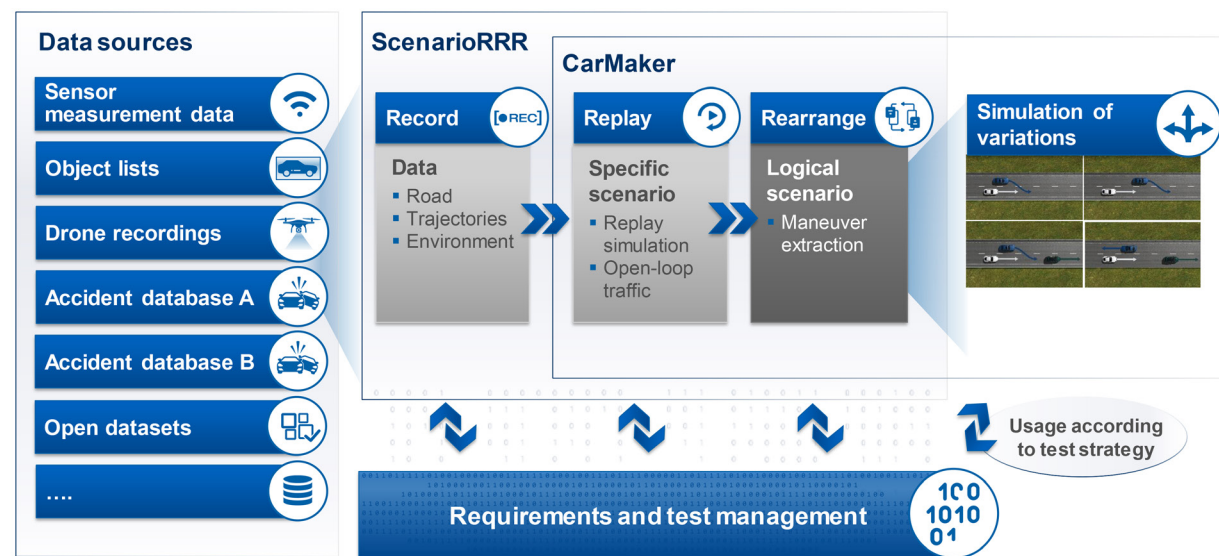 Data sources
Sensor
measurement data
Object lists
Drone recordings
Accident database A
Accident database B
Open datasets
....
ScenarioRRR
CarMaker
Record
[●REC]
Data
▪ Road
▪ Trajectories
▪ Environment
Replay
Specific
scenario
▪ Replay
simulation
▪ Open-loop
traffic
Rearrange
Logical
scenario
▪ Maneuver
extraction
Simulation of
variations
Usage according
to test strategy
Requirements and test management
100
1010
01